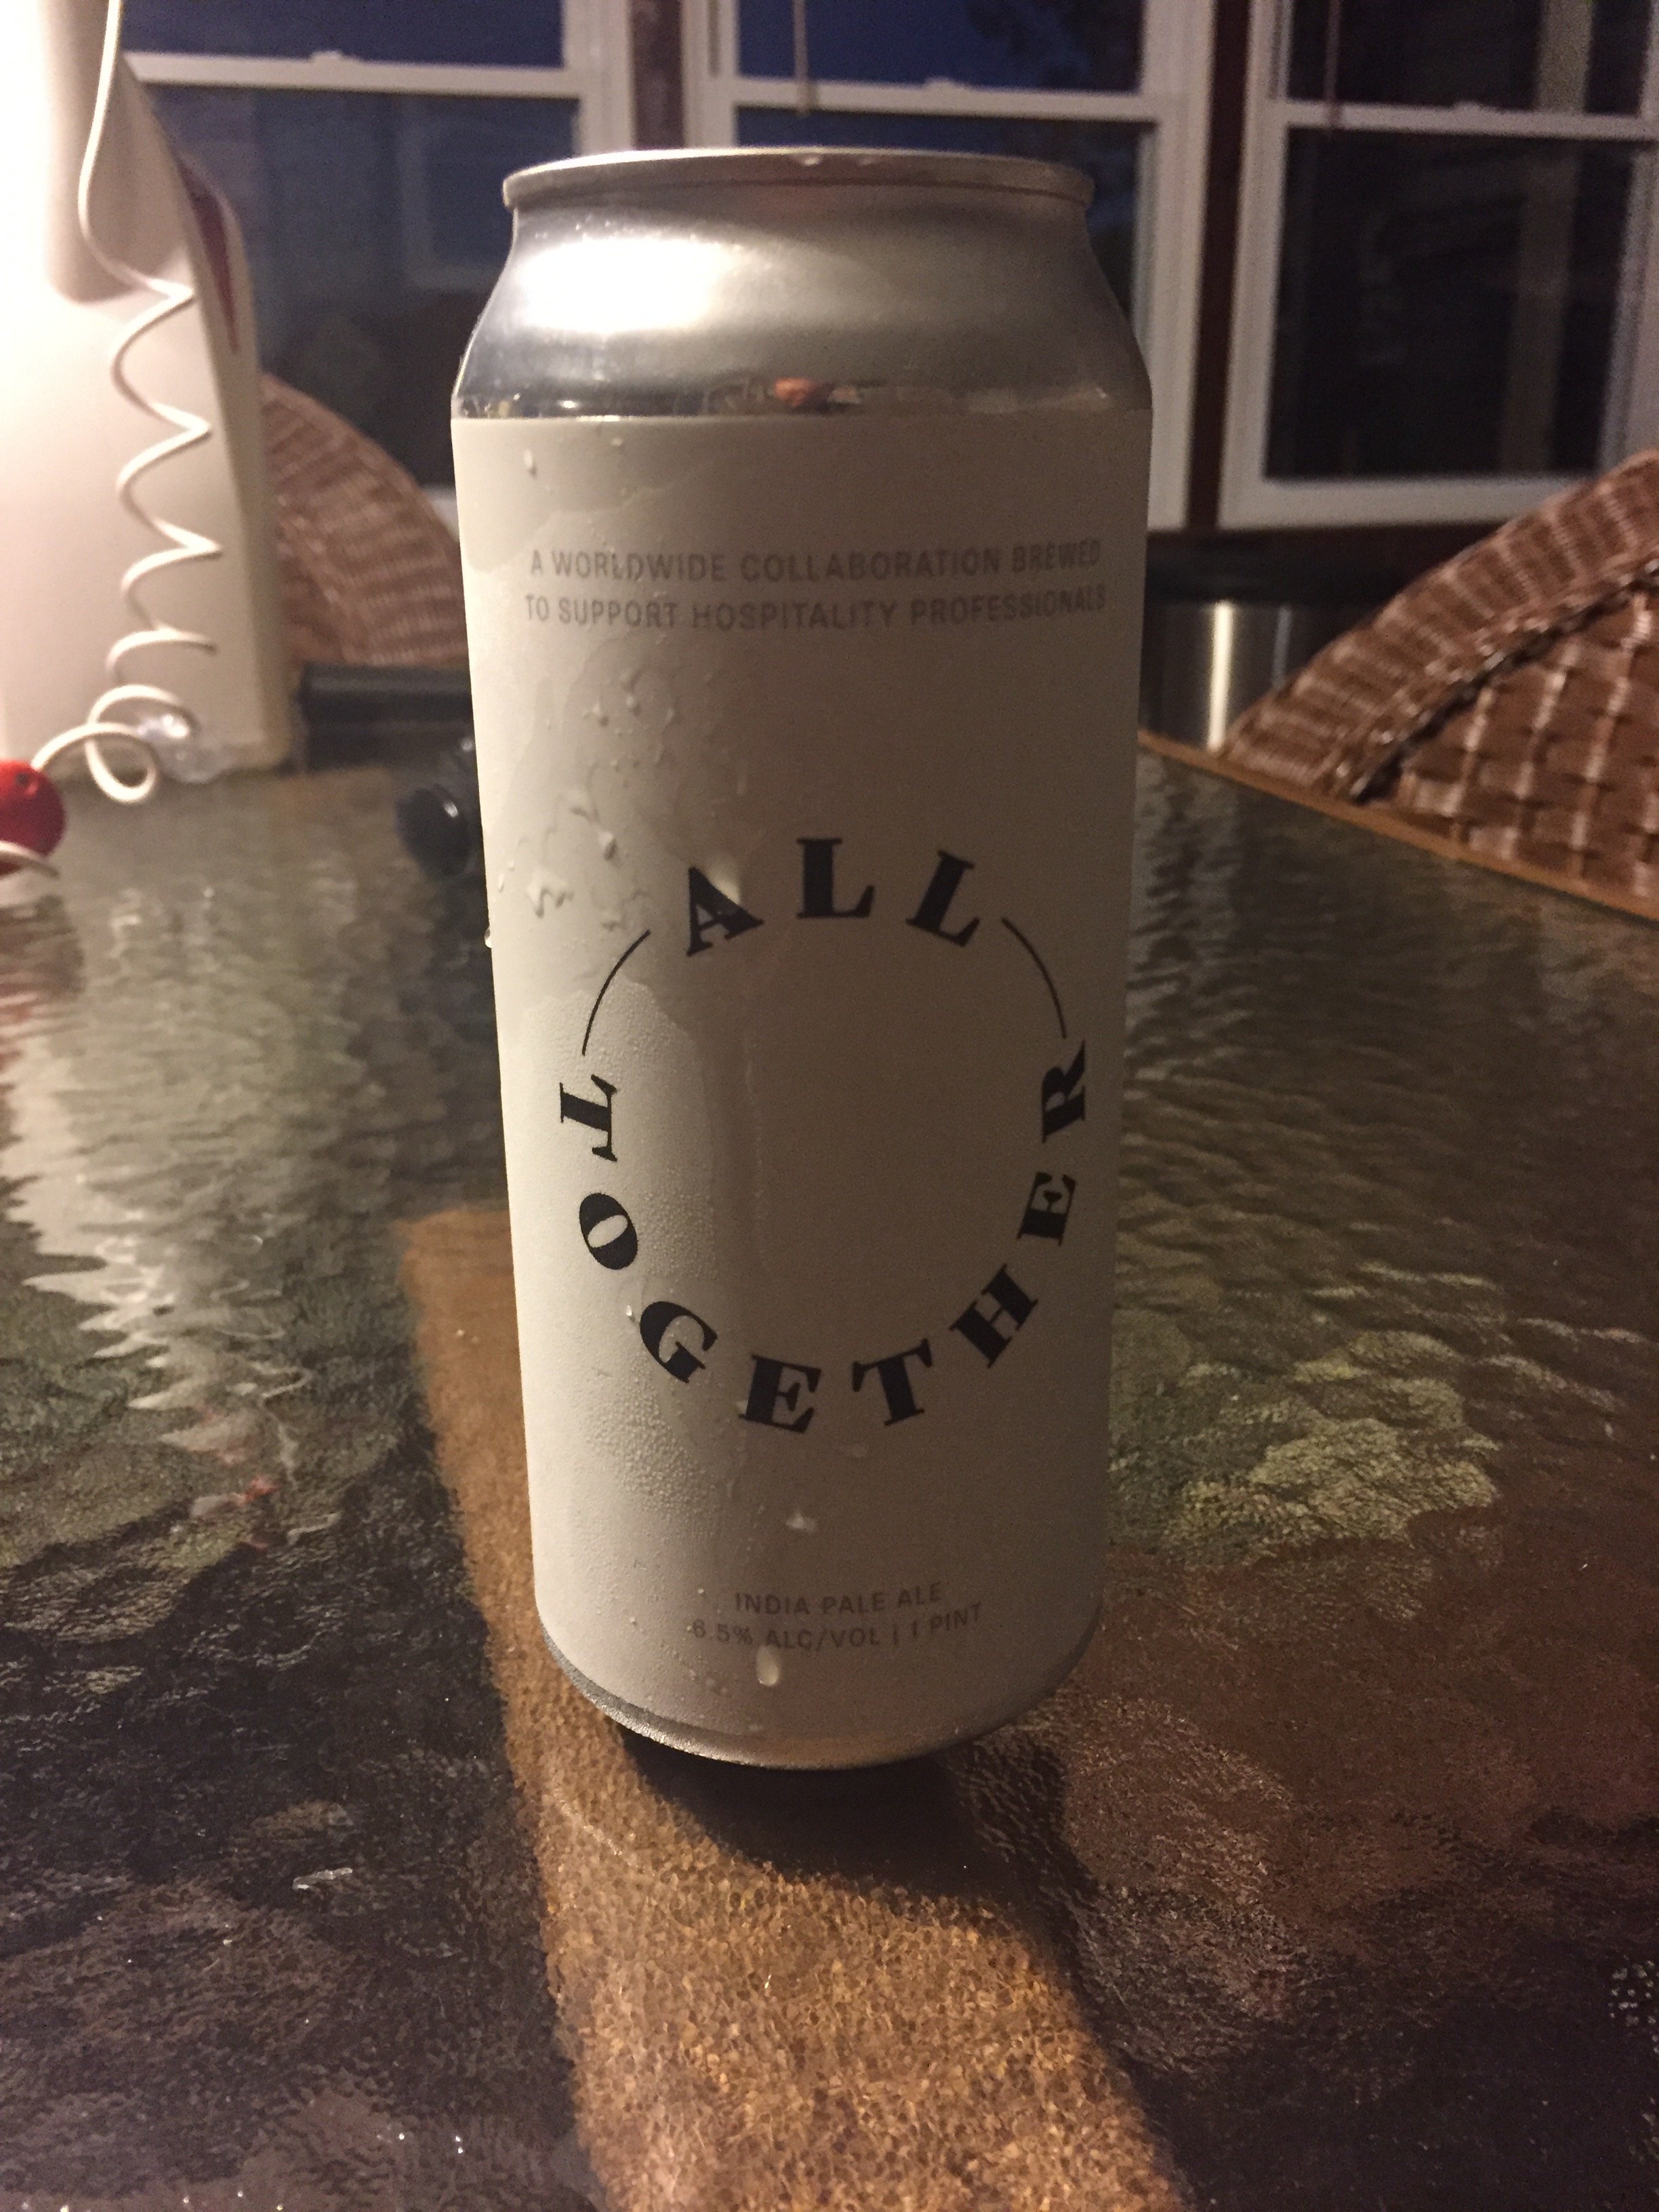 A WORLDWIDE COLLABORATION BREWED
TO SUPPORT HOSPITALITY PROFESSIONALS
ALL
TOGETHER
INDIA PALE ALE
6.5% ALC/VOL | 1 PINT